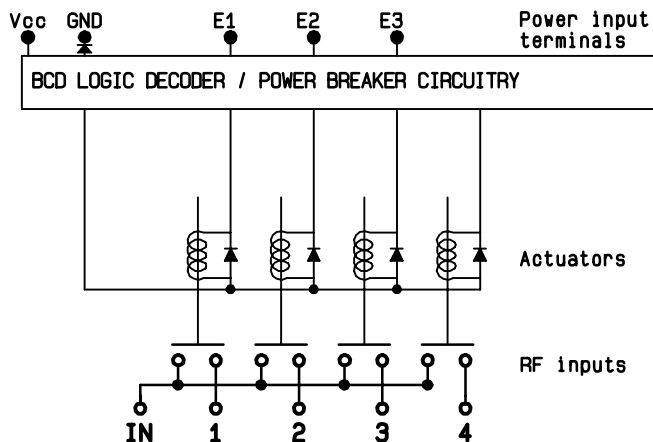 Vcc GND E1 E2 E3 Power input
terminals
BCD LOGIC DECODER / POWER BREAKER CIRCUITRY
Actuators
RF inputs
IN 1 2 3 4